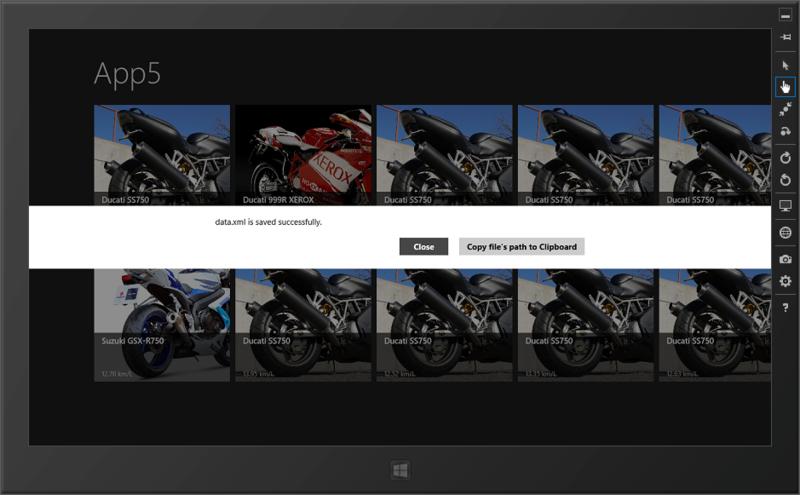 App5
XEROX
Ducati SS750
Ducati 999R XEROX
Ducati SS750
Ducati SS750
Ducati SS750
data.xml is saved successfully.
Close
Copy file's path to Clipboard
Suzuki GSX-R750
Ducati SS750
Ducati SS750
Ducati SS750
Ducati SS750
12.78 km/L
13.95 km/L
12.52 km/L
13.35 km/L
12.63 km/L
?